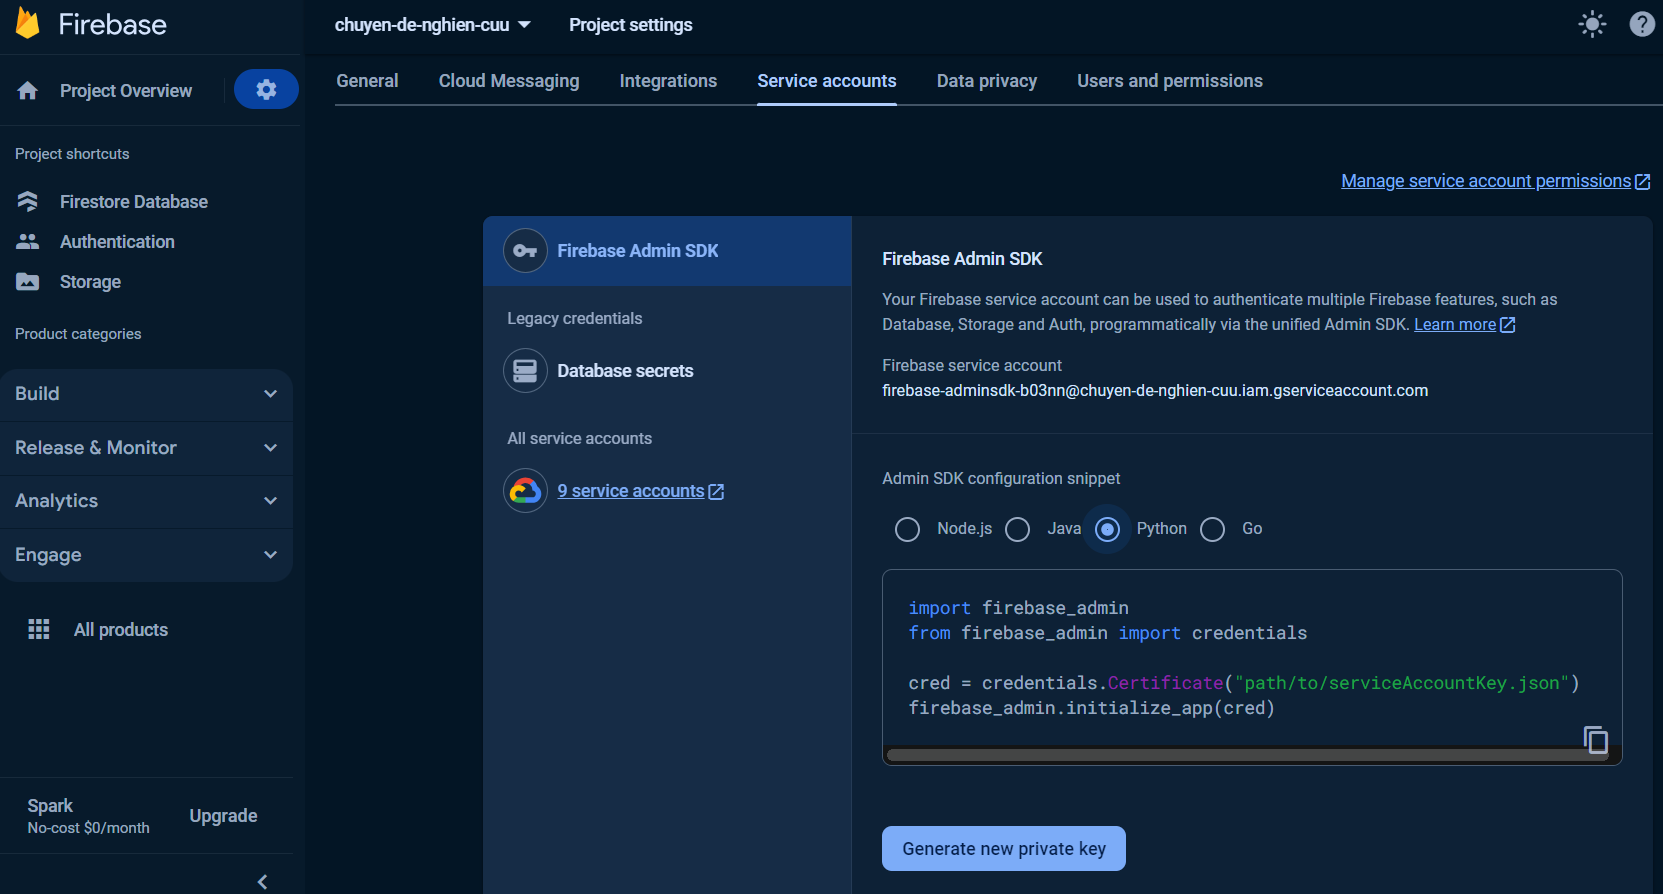 Firebase
chuyen-de-nghien-cuu
Project settings
Project Overview
General
Cloud Messaging
Integrations
Service accounts
Data privacy
Users and permissions
Project shortcuts
Firestore Database
Authentication
Storage
Product categories
Build
Release & Monitor
Analytics
Engage
All products
Spark
No-cost $0/month
Upgrade
Manage service account permissions
Firebase Admin SDK
Legacy credentials
Database secrets
All service accounts
9 service accounts
Firebase Admin SDK
Your Firebase service account can be used to authenticate multiple Firebase features, such as
Database, Storage and Auth, programmatically via the unified Admin SDK. Learn more
Firebase service account
firebase-adminsdk-b03nn@chuyen-de-nghien-cuu.iam.gserviceaccount.com
Admin SDK configuration snippet
Node.js
Java
Python
Go
import firebase_admin
from firebase_admin import credentials
cred = credentials.Certificate("path/to/serviceAccountKey.json")
firebase_admin.initialize_app(cred)
Generate new private key